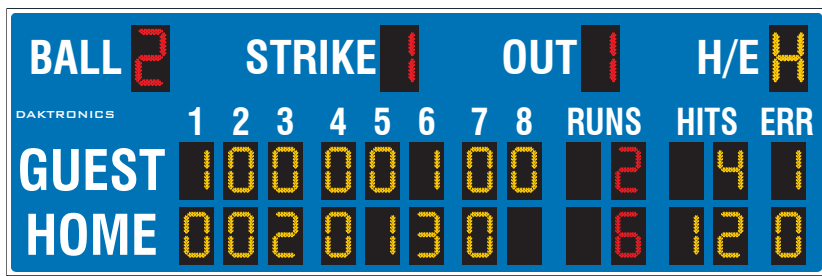 BALL 2 STRIKE 1 OUT 1 H/E H
DAKTRONICS 1 2 3 4 5 6 7 8 RUNS HITS ERR
GUEST 1 0 0 0 0 1 0 0 2 4 1
HOME 0 0 2 0 1 3 0 6 12 0